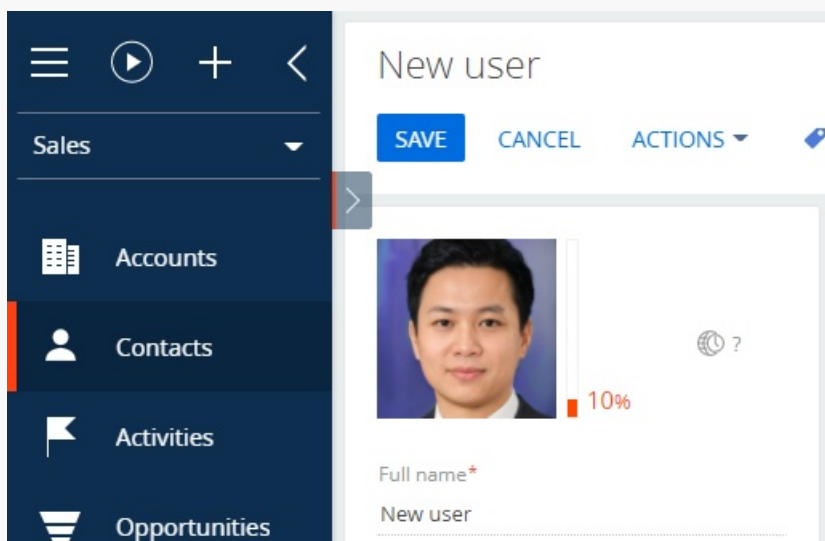 New user
Sales
SAVE CANCEL ACTIONS
Accounts
Contacts
?
10%
Activities
Full name*
New user
Opportunities